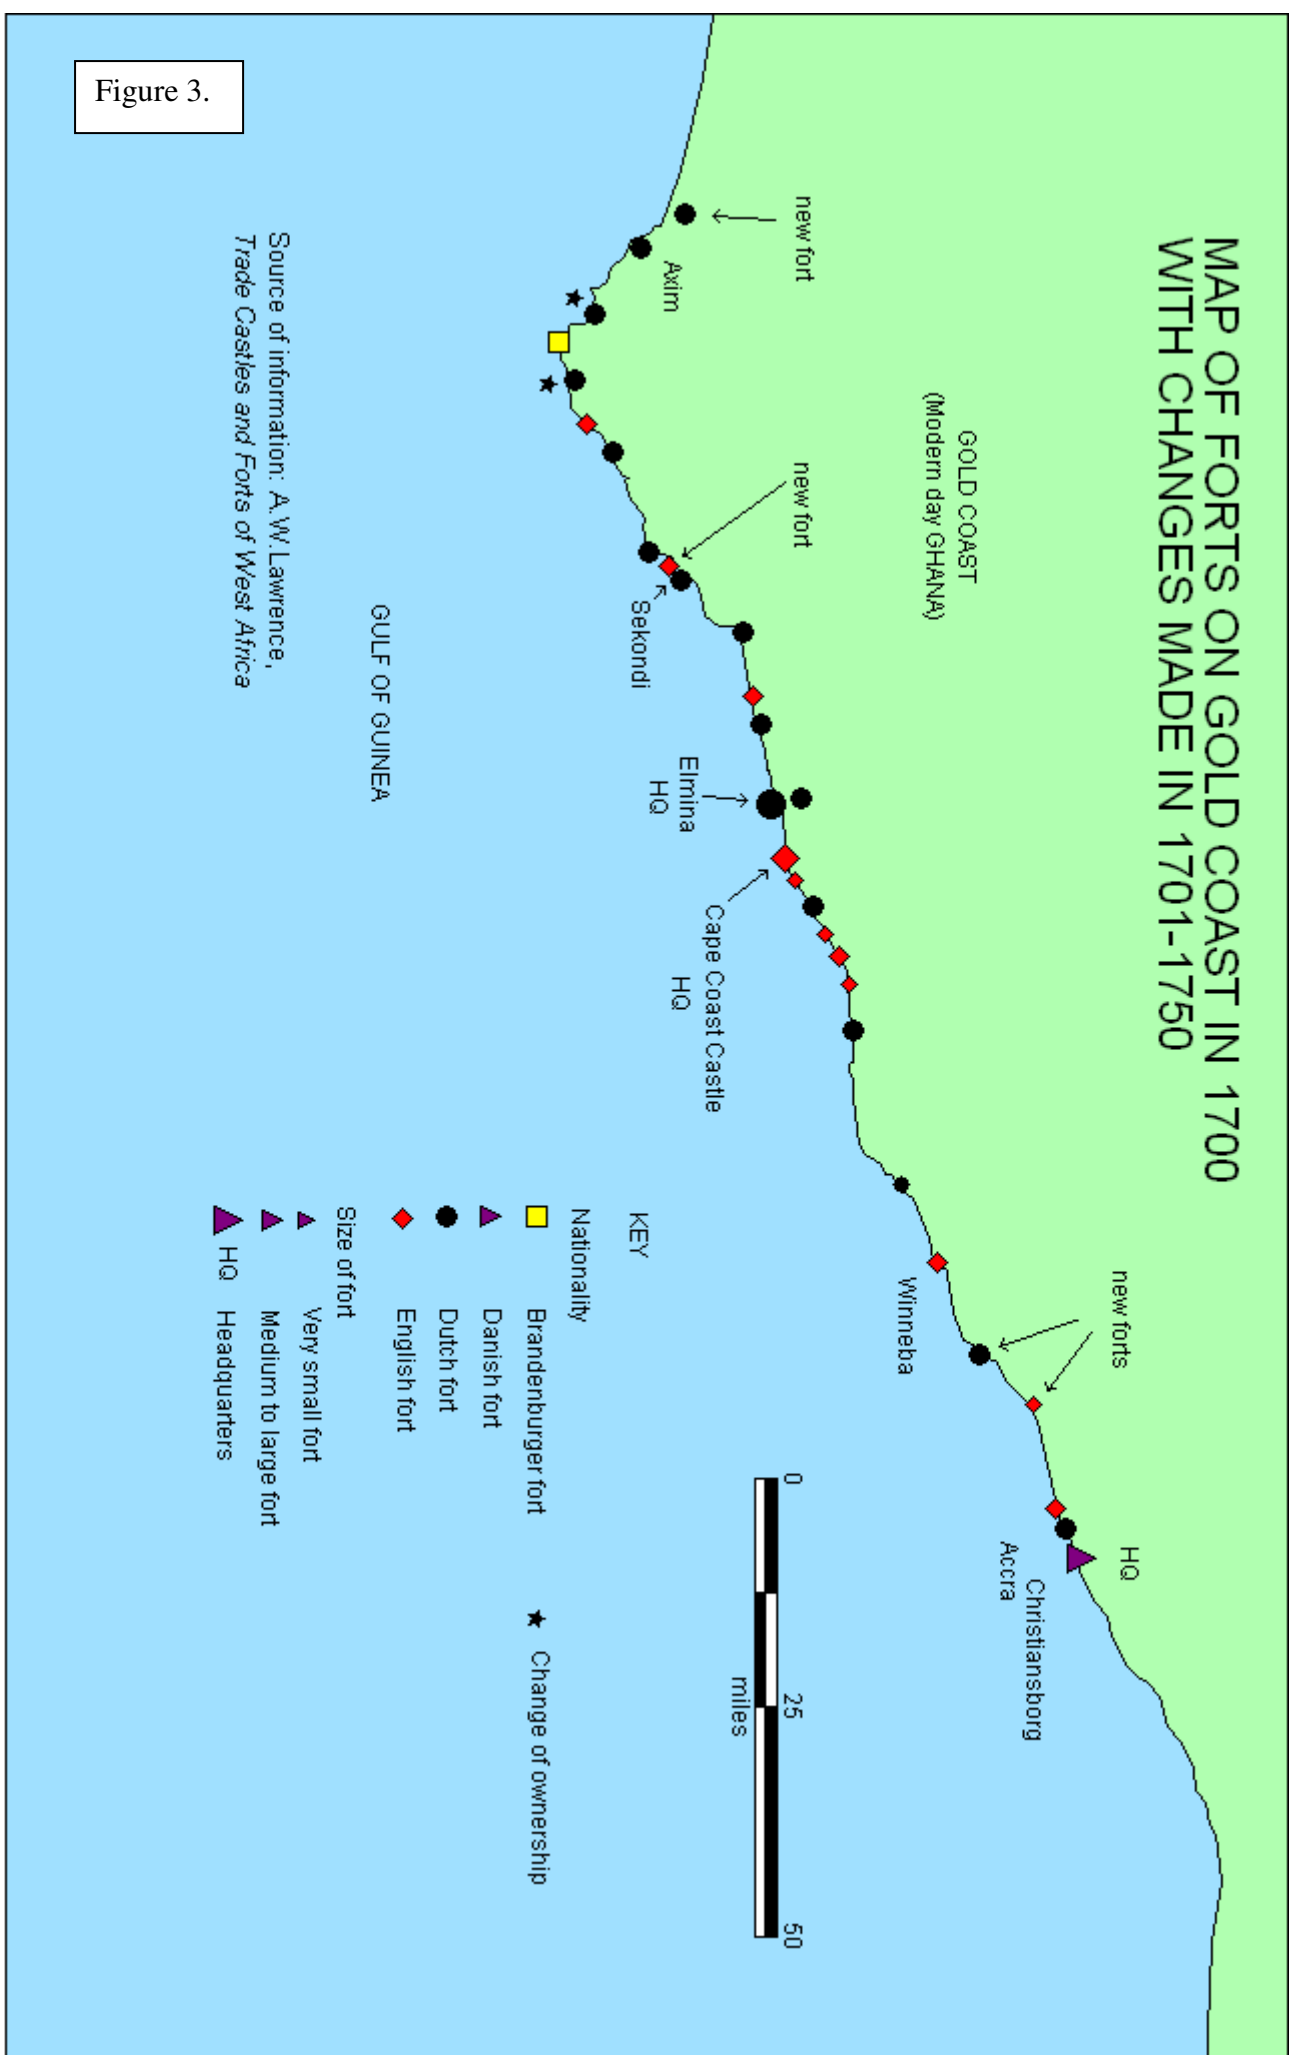 Figure 3.
MAP OF FORTS ON GOLD COAST IN 1700
WITH CHANGES MADE IN 1701-1750
GOLD COAST
(Modern day GHANA)
new fort
Axim
new fort
Sekondi
Elmina
HQ
Cape Coast Castle
HQ
Winneba
new forts
HQ
Christiansborg
Accra
GULF OF GUINEA
Source of information: A.W.Lawrence,
Trade Castles and Forts of West Africa
0 25 50
miles
KEY
Nationality
Brandenburger fort
Danish fort
Dutch fort
English fort
Size of fort
Very small fort
Medium to large fort
HQ Headquarters
Change of ownership